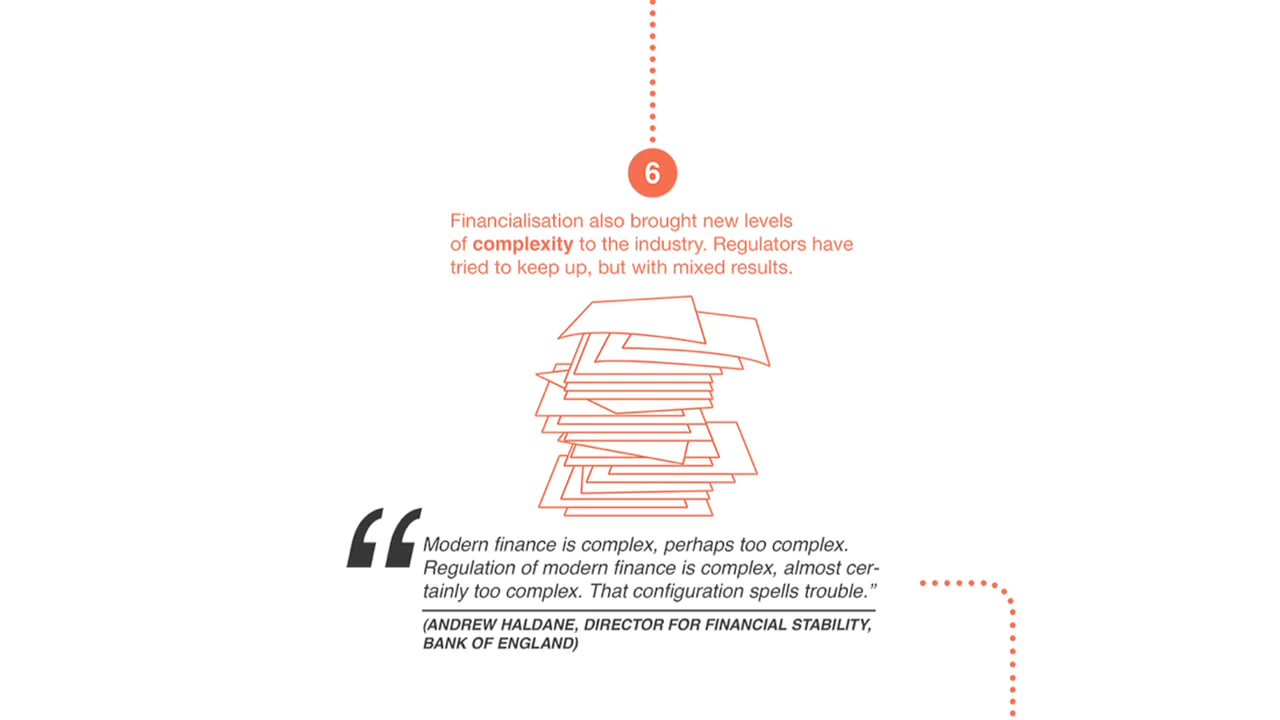 6
Financialisation also brought new levels
of complexity to the industry. Regulators have
tried to keep up, but with mixed results.
“Modern finance is complex, perhaps too complex.
Regulation of modern finance is complex, almost cer-
tainly too complex. That configuration spells trouble.”
(ANDREW HALDANE, DIRECTOR FOR FINANCIAL STABILITY,
BANK OF ENGLAND)